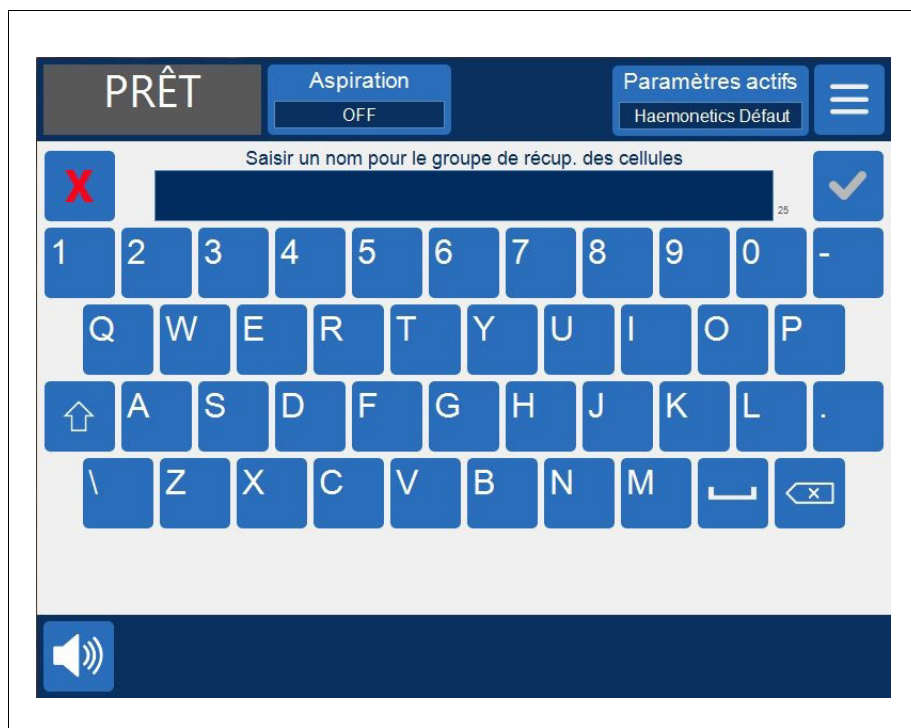 PRÊT
Aspiration
OFF
Paramètres actifs
Haemonetics Défaut
X
Saisir un nom pour le groupe de récup. des cellules
25
1 2 3 4 5 6 7 8 9 0 -
Q W E R T Y U I O P
A S D F G H J K L .
\ Z X C V B N M